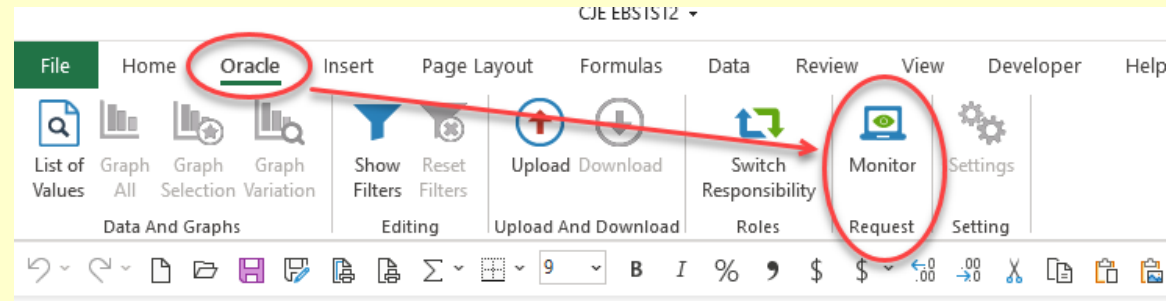 CJE EBSTST2
File Home Oracle Insert Page Layout Formulas Data Review View Developer Help
List of Values Graph All Graph Selection Graph Variation Show Filters Reset Filters Upload Download Switch Responsibility Monitor Settings
Data And Graphs Editing Upload And Download Roles Request Setting
9 B I % $ $ .00 .00